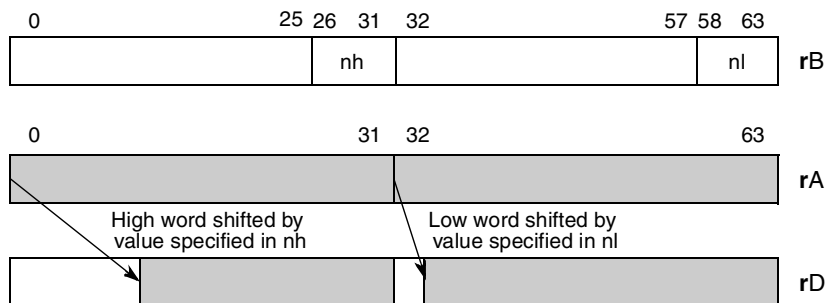 0 25 26 31 32 57 58 63
nh nl rB
0 31 32 63
rA
High word shifted by
value specified in nh
Low word shifted by
value specified in nl
rD